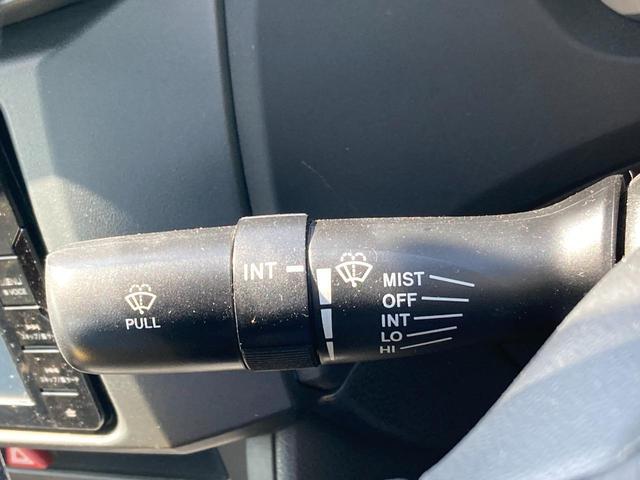 PULL
INT
MIST
OFF
INT
LO
HI